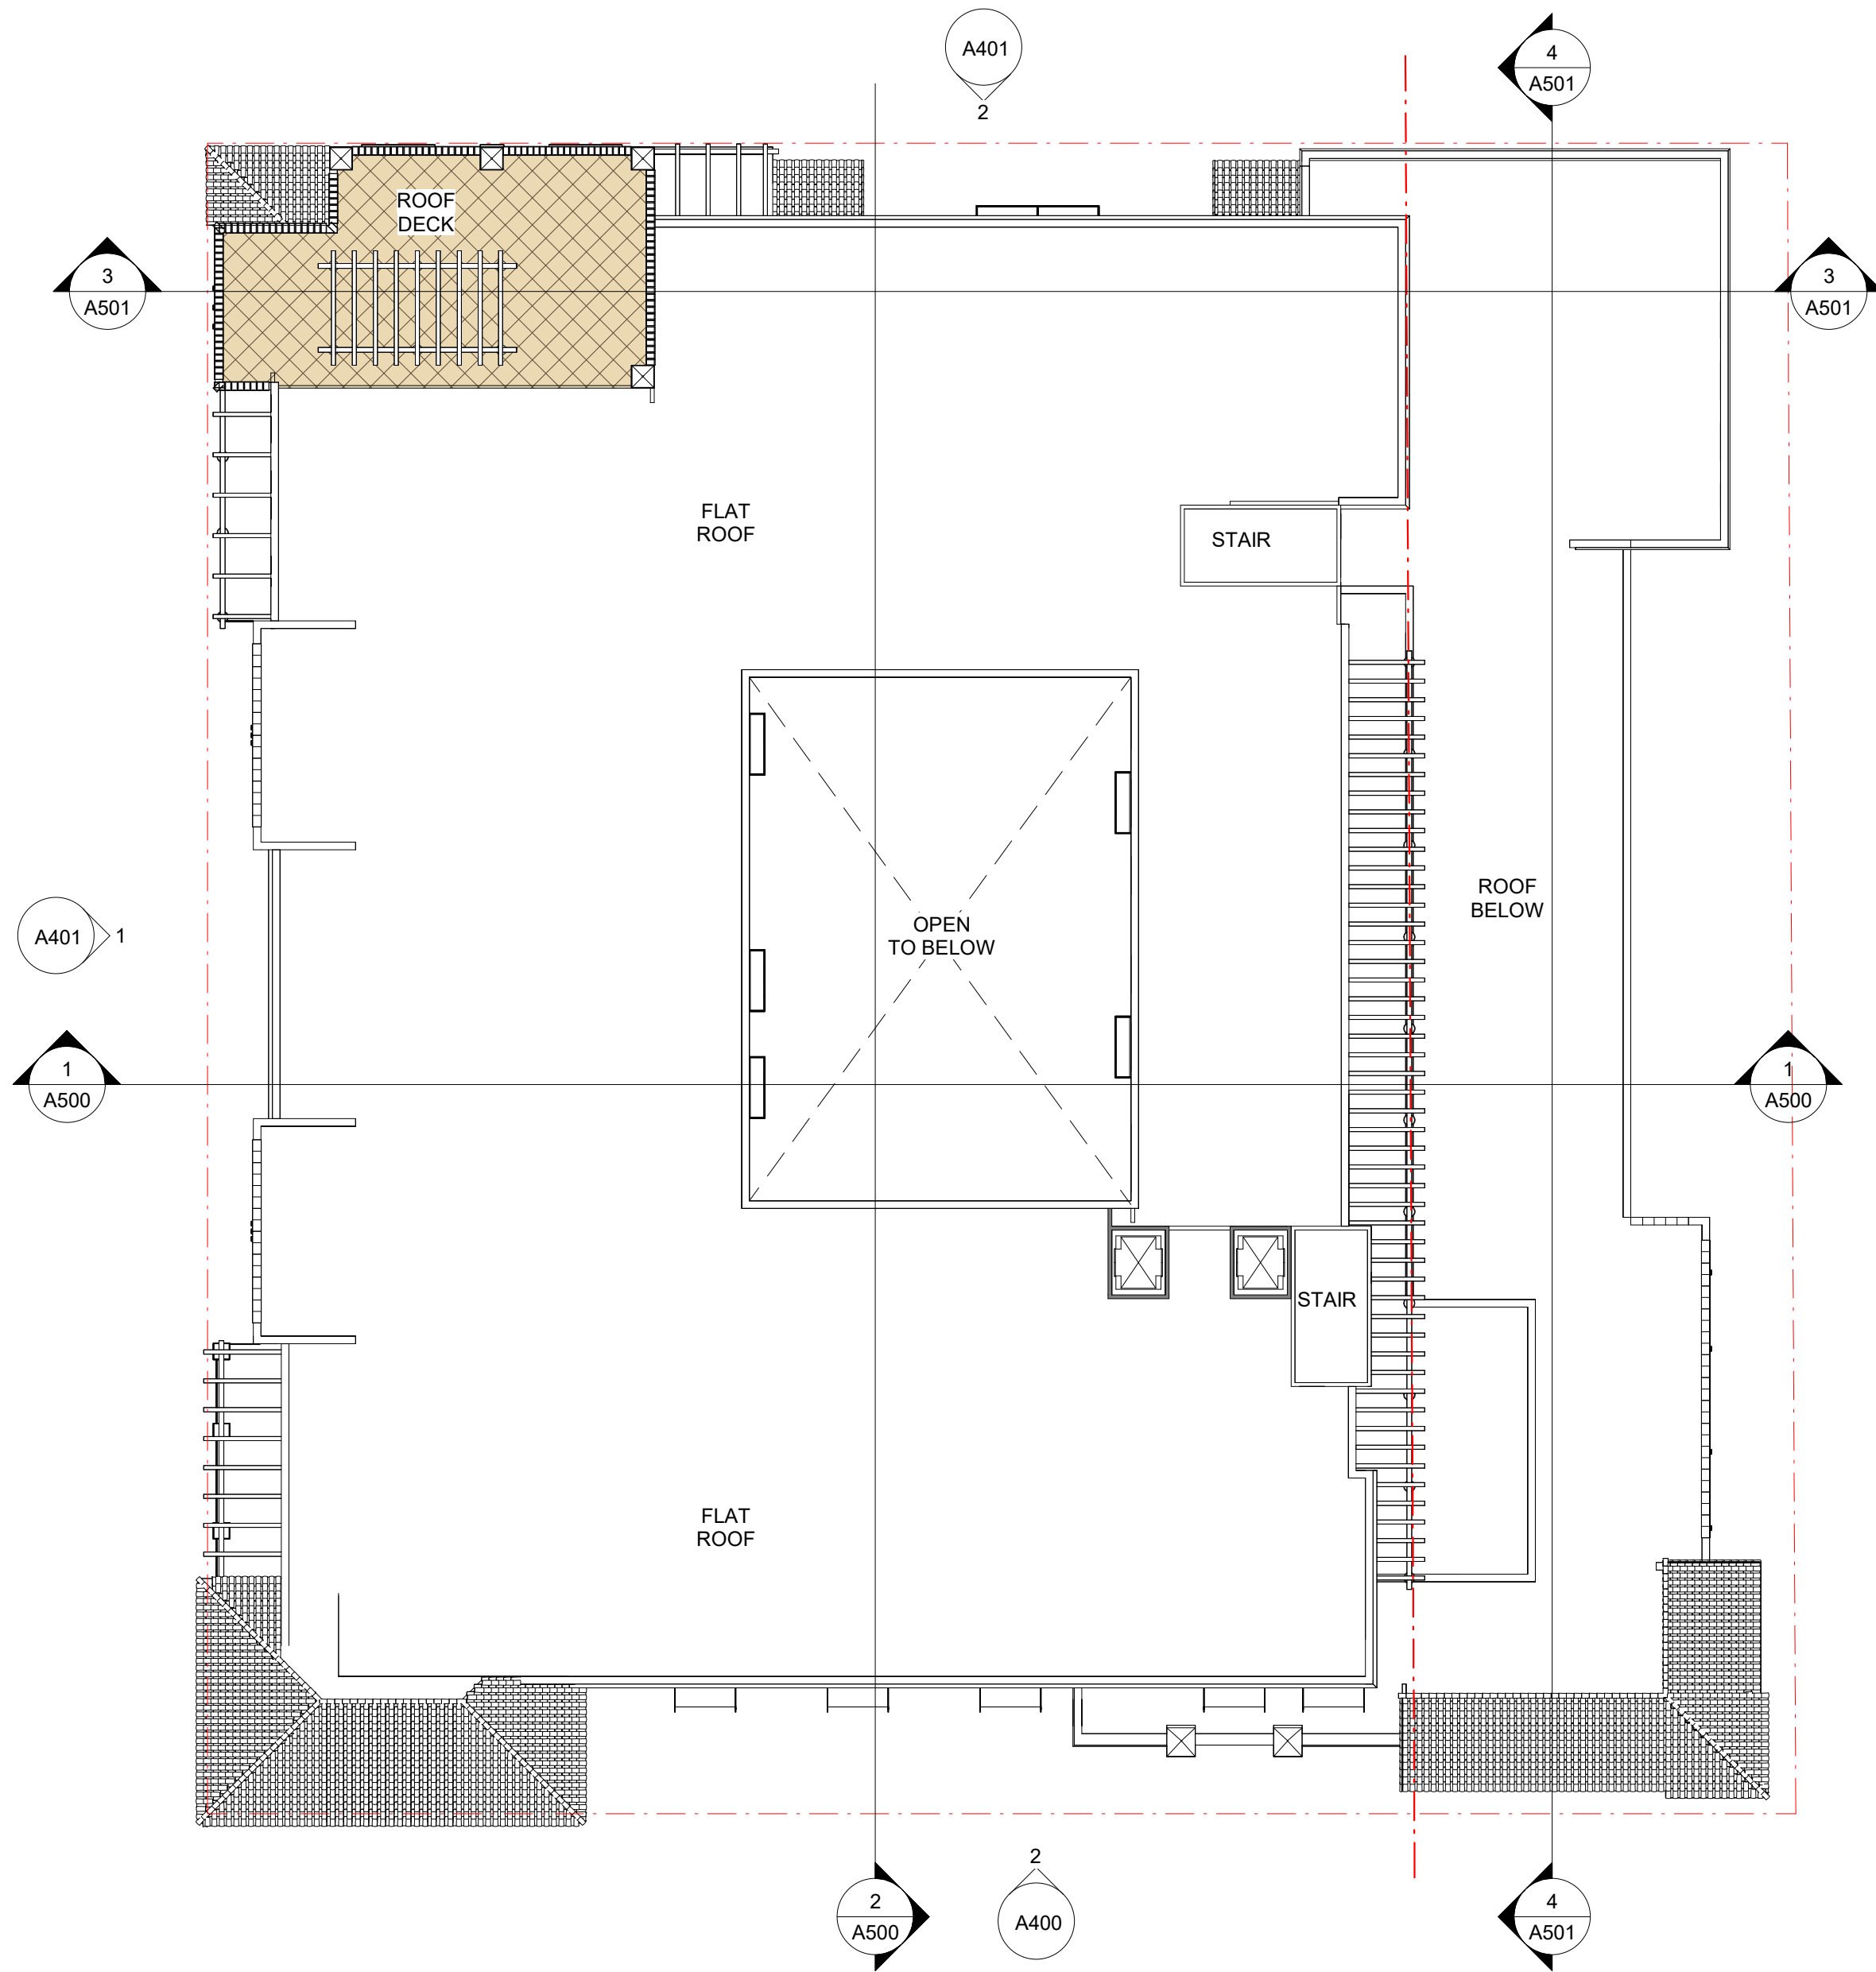 A401
2
4
A501
ROOF
DECK
3
A501
3
A501
FLAT
ROOF
STAIR
ROOF
BELOW
OPEN
TO BELOW
A401
1
1
A500
1
A500
STAIR
FLAT
ROOF
2
A400
2
A500
4
A501